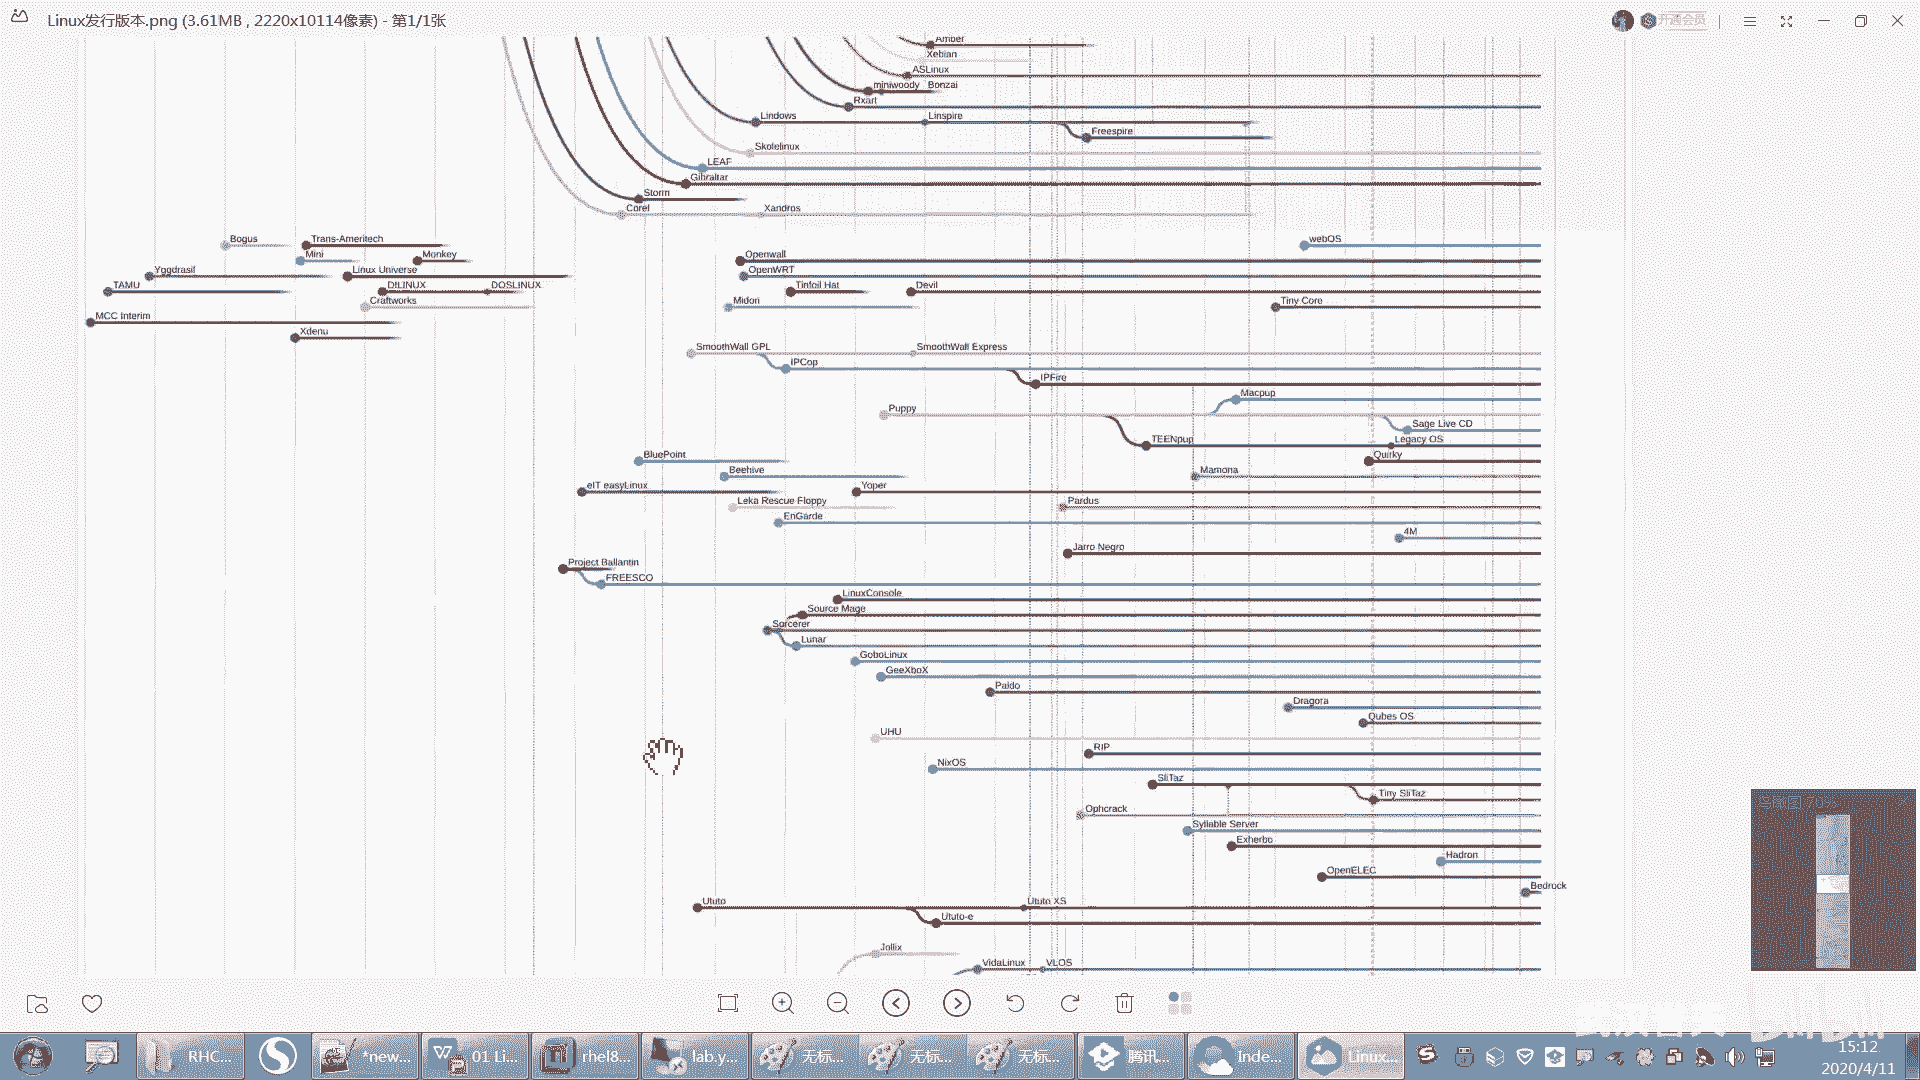 Linux发行版本.png (3.61MB , 2220x10114像素) - 第1/1张
开通会员
Amber
Xebian
ASLinux
miniwoody Bonzai
Rxart
Lindows Linspire
Freespire
Skolelinux
LEAF
Gibraltar
Storm
Corel Xandros
Bogus Trans-Ameritech webOS
Mini Monkey Openwall
Yggdrasil Linux Universe OpenWRT
TAMU DILINUX DOSLINUX Tinfoil Hat Devil
Craftworks Midori Tiny Core
MCC Interim
Xdenu
SmoothWall GPL SmoothWall Express
IPCop
IPFire
Macpup
Puppy
Sage Live CD
TEENpup Legacy OS
BluePoint Quirky
Beehive Mamona
eIT easyLinux Yoper
Leka Rescue Floppy Pardus
EnGarde
4M
Jarro Negro
Project Ballantin
FREESCO
LinuxConsole
Source Mage
Sorcerer
Lunar
GoboLinux
GeeXboX
Paldo
Dragora
Qubes OS
UHU
RIP
NixOS
SliTaz
Tiny SliTaz
Ophcrack
Syllable Server
Exherbo
Hadron
OpenELEC
Bedrock
Ututo Ututo XS
Ututo-e
Jollix
VidaLinux VLOS
RHC... *new... 01 Li... rhel8... lab.y... 无标... 无标... 无标... 腾讯... Inde... Linux...
15:12
2020/4/11